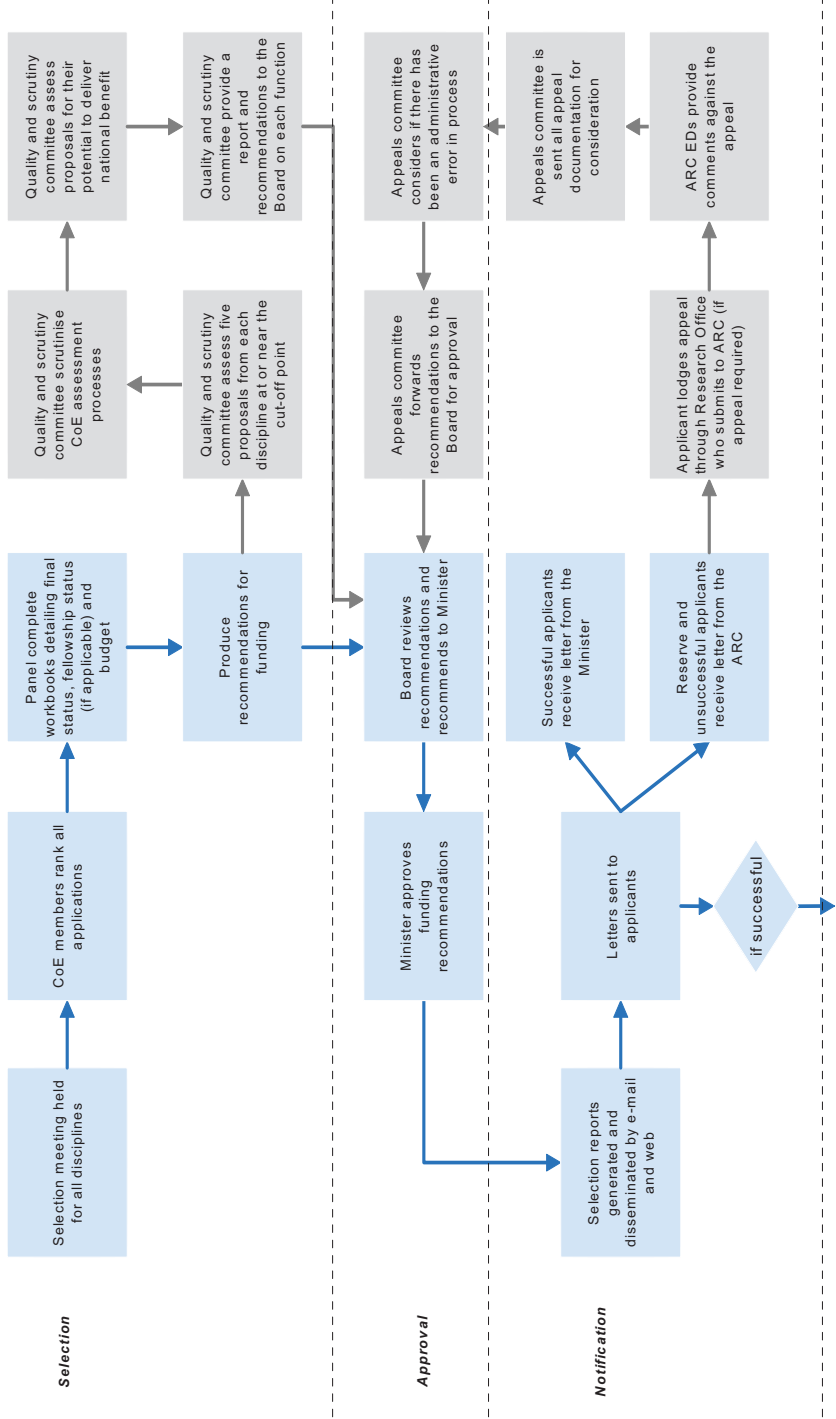 Selection
Selection meeting held
for all disciplines
CoE members rank all
applications
Panel complete
workbooks detailing final
status, fellowship status
(if applicable) and
budget
Quality and scrutiny
committee scrutinise
CoE assessment
processes
Quality and scrutiny
committee assess
proposals for their
potential to deliver
national benefit
Produce
recommendations for
funding
Quality and scrutiny
committee assess five
proposals from each
discipline at or near the
cut-off point
Quality and scrutiny
committee provide a
report and
recommendations to the
Board on each function
Approval
Minister approves
funding
recommendations
Board reviews
recommendations and
recommends to Minister
Appeals committee
forwards
recommendations to the
Board for approval
Appeals committee
considers if there has
been an administrative
error in process
Notification
Selection reports
generated and
disseminated by e-mail
and web
Letters sent to
applicants
Successful applicants
receive letter from the
Minister
Appeals committee is
sent all appeal
documentation for
consideration
Reserve and
unsuccessful applicants
receive letter from the
ARC
Applicant lodges appeal
through Research Office
who submits to ARC (if
appeal required)
ARC EDs provide
comments against the
appeal
if successful